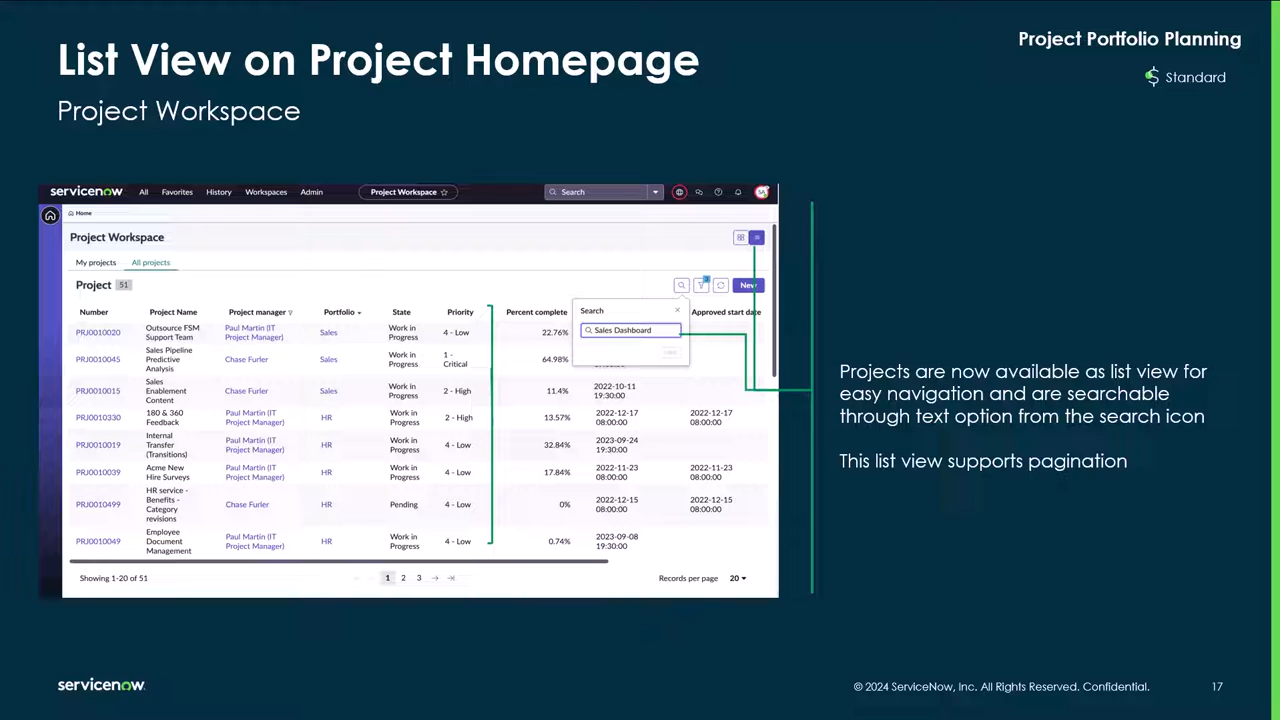 List View on Project Homepage
Project Workspace
Project Portfolio Planning
Standard
servicenow All Favorites History Workspaces Admin Project Workspace Search
Home
Project Workspace
My projects All projects
Project 51
3
New
Number Project Name Project manager Portfolio State Priority Percent complete Approved start date
PRJ0010020 Outsource FSM Support Team Paul Martin (IT Project Manager) Sales Work in Progress 4 - Low 22.76%
PRJ0010045 Sales Pipeline Predictive Analysis Chase Furler Sales Work in Progress 1 - Critical 64.98%
PRJ0010015 Sales Enablement Content Chase Furler Sales Work in Progress 2 - High 11.4% 2022-10-11 19:30:00
PRJ0010330 180 & 360 Feedback Paul Martin (IT Project Manager) HR Work in Progress 2 - High 13.57% 2022-12-17 08:00:00 2022-12-17 08:00:00
PRJ0010019 Internal Transfer (Transitions) Paul Martin (IT Project Manager) HR Work in Progress 4 - Low 32.84% 2023-09-24 19:30:00
PRJ0010039 Acme New Hire Surveys Paul Martin (IT Project Manager) HR Work in Progress 4 - Low 17.84% 2022-11-23 08:00:00 2022-11-23 08:00:00
PRJ0010499 HR service - Benefits - Category revisions Chase Furler HR Pending 4 - Low 0% 2022-12-15 08:00:00 2022-12-15 08:00:00
PRJ0010049 Employee Document Management Paul Martin (IT Project Manager) HR Work in Progress 4 - Low 0.74% 2023-09-08 19:30:00
Search
Sales Dashboard
Showing 1-20 of 51 1 2 3 Records per page 20
Projects are now available as list view for
easy navigation and are searchable
through text option from the search icon
This list view supports pagination
servicenow.
© 2024 ServiceNow, Inc. All Rights Reserved. Confidential. 17